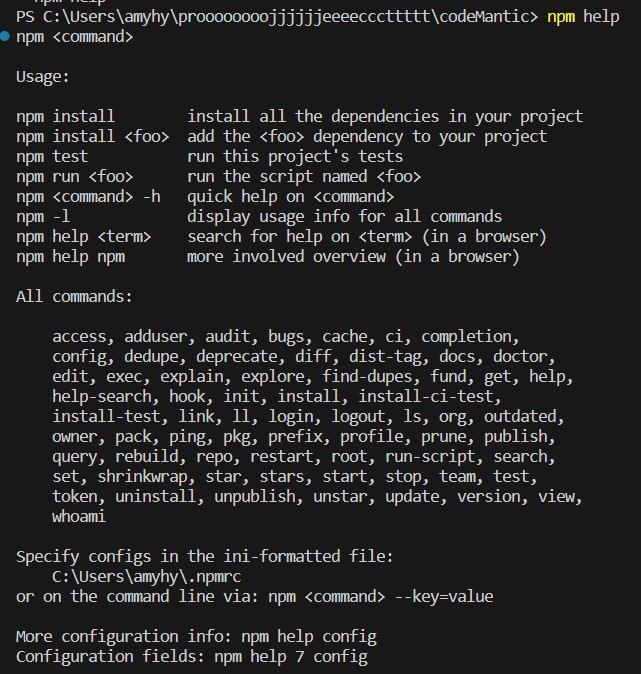 PS C:\Users\amyhy\proooooooojjjjjjeeeeccccttttt\codeMantic> npm help
npm <command>
Usage:
npm install        install all the dependencies in your project
npm install <foo>  add the <foo> dependency to your project
npm test           run this project's tests
npm run <foo>      run the script named <foo>
npm <command> -h   quick help on <command>
npm -l             display usage info for all commands
npm help <term>    search for help on <term> (in a browser)
npm help npm       more involved overview (in a browser)
All commands:
    access, adduser, audit, bugs, cache, ci, completion,
    config, dedupe, deprecate, diff, dist-tag, docs, doctor,
    edit, exec, explain, explore, find-dupes, fund, get, help,
    help-search, hook, init, install, install-ci-test,
    install-test, link, ll, login, logout, ls, org, outdated,
    owner, pack, ping, pkg, prefix, profile, prune, publish,
    query, rebuild, repo, restart, root, run-script, search,
    set, shrinkwrap, star, stars, start, stop, team, test,
    token, uninstall, unpublish, unstar, update, version, view,
    whoami
Specify configs in the ini-formatted file:
    C:\Users\amyhy\.npmrc
or on the command line via: npm <command> --key=value
More configuration info: npm help config
Configuration fields: npm help 7 config